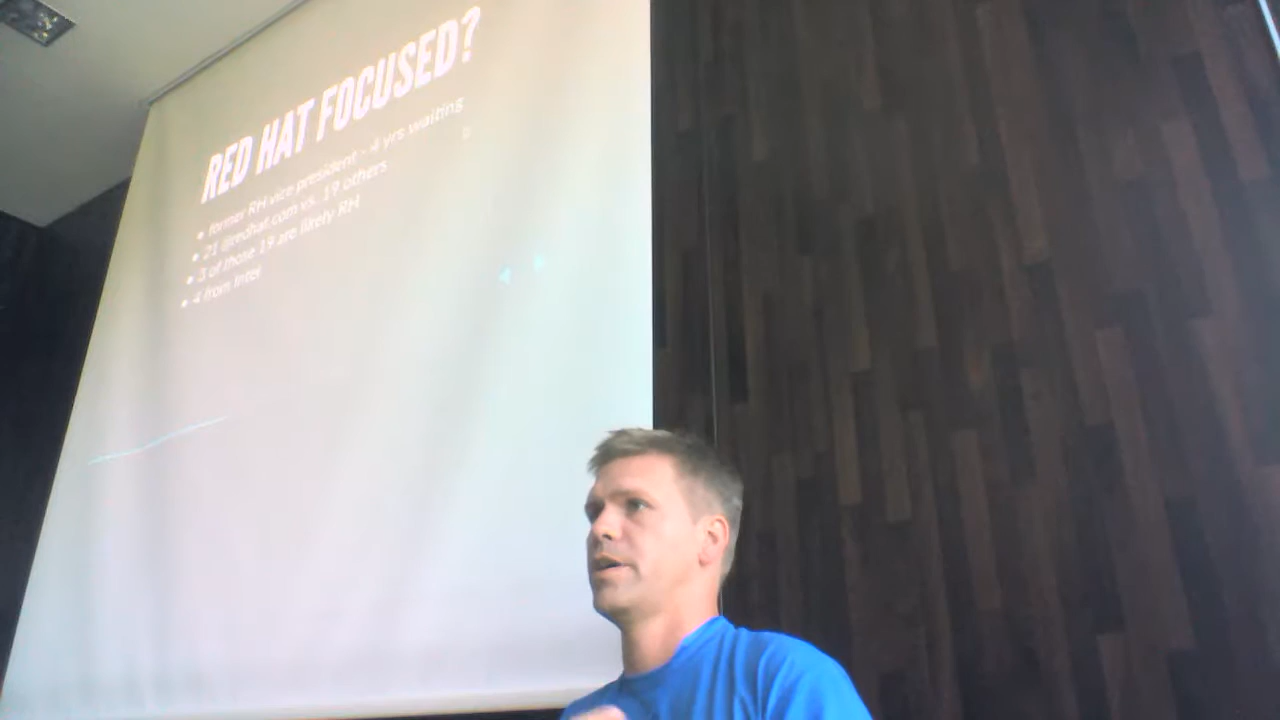 RED HAT FOCUSED?
• former RH vice president - 4 yrs waiting
• 21 @redhat.com vs. 19 others
• 3 of those 19 are likely RH
• 4 from Intel